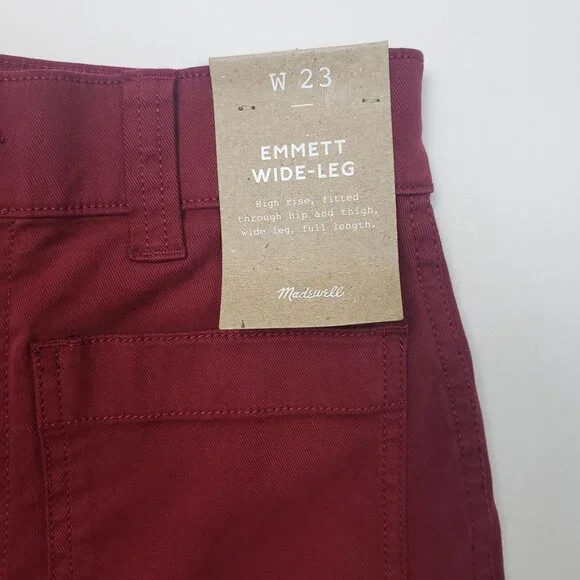 W 23
EMMETT
WIDE-LEG
High rise, fitted
through hip and thigh,
wide leg, full length.
Madewell